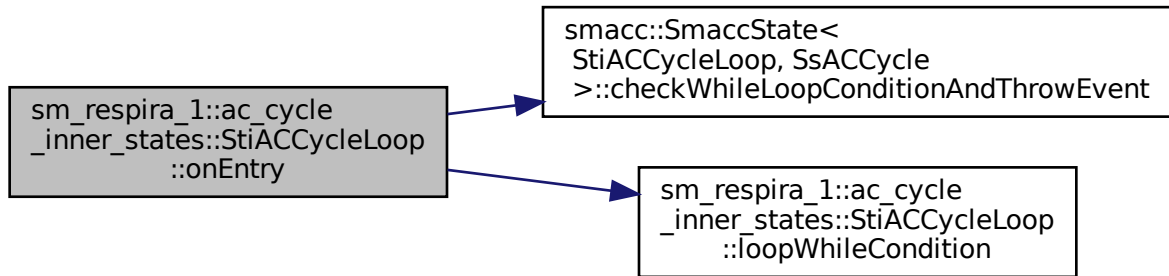 sm_respira_1::ac_cycle
_inner_states::StiACCycleLoop
::onEntry
smacc::SmaccState<
StiACCycleLoop, SsACCycle
>::checkWhileLoopConditionAndThrowEvent
sm_respira_1::ac_cycle
_inner_states::StiACCycleLoop
::loopWhileCondition